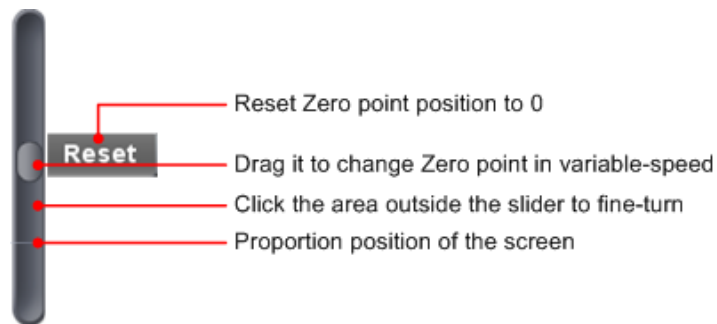 Reset Zero point position to 0
Reset
Drag it to change Zero point in variable-speed
Click the area outside the slider to fine-turn
Proportion position of the screen